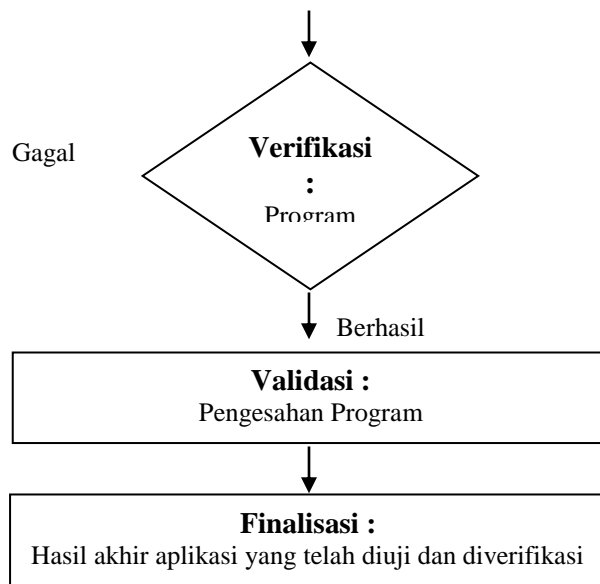 Gagal
Verifikasi
:
Program
Berhasil
Validasi :
Pengesahan Program
Finalisasi :
Hasil akhir aplikasi yang telah diuji dan diverifikasi